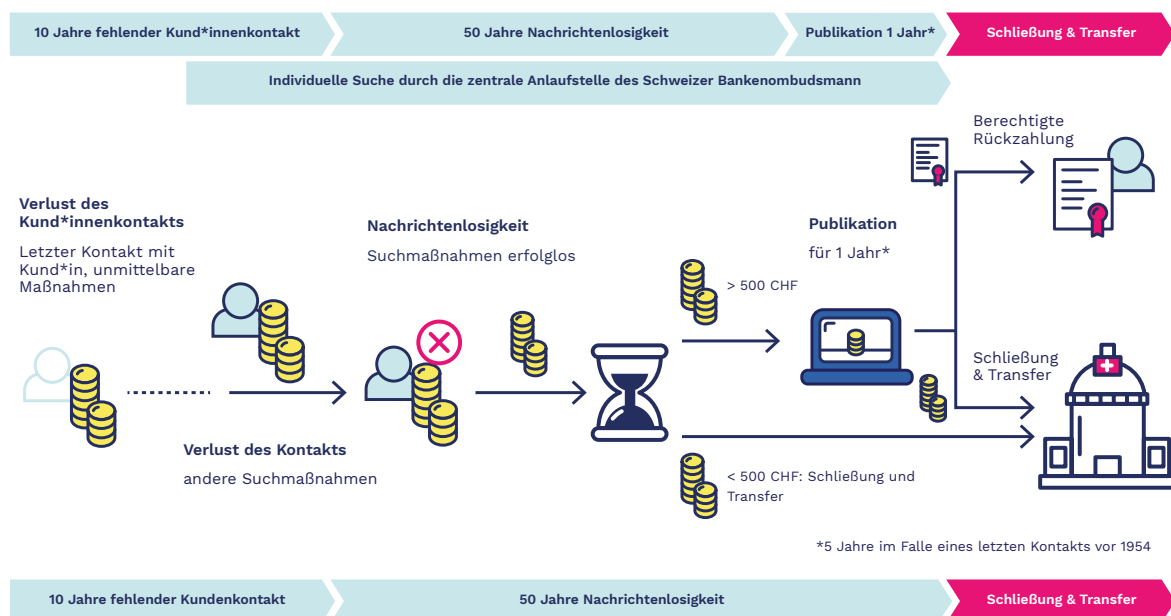 10 Jahre fehlender Kund*innenkontakt
50 Jahre Nachrichtenlosigkeit
Publikation 1 Jahr*
Schließung & Transfer
Individuelle Suche durch die zentrale Anlaufstelle des Schweizer Bankenombudsmann
Berechtigte
Rückzahlung
Verlust des
Kund*innenkontakts
Letzter Kontakt mit
Kund*in, unmittelbare
Maßnahmen
Nachrichtenlosigkeit
Suchmaßnahmen erfolglos
Publikation
für 1 Jahr*
> 500 CHF
Schließung
& Transfer
Verlust des Kontakts
andere Suchmaßnahmen
< 500 CHF: Schließung und
Transfer
*5 Jahre im Falle eines letzten Kontakts vor 1954
10 Jahre fehlender Kundenkontakt
50 Jahre Nachrichtenlosigkeit
Schließung & Transfer